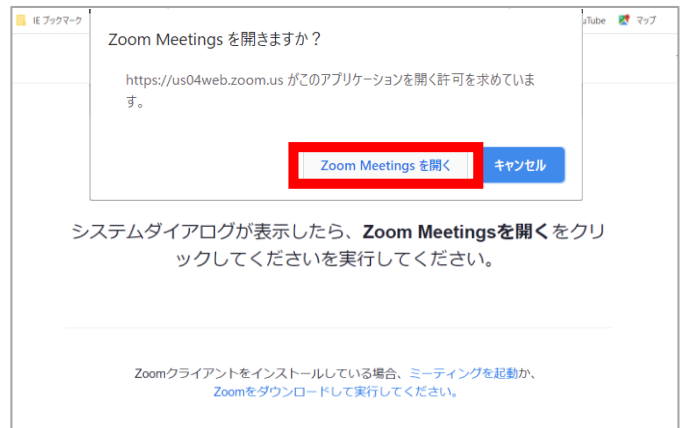 IE ブックマーク
uTube
マップ
Zoom Meetings を開きますか？
https://us04web.zoom.us がこのアプリケーションを開く許可を求めていま
す。
Zoom Meetings を開く
キャンセル
システムダイアログが表示したら、Zoom Meetingsを開くをクリ
ックしてくださいを実行してください。
Zoomクライアントをインストールしている場合、ミーティングを起動か、
Zoomをダウンロードして実行してください。